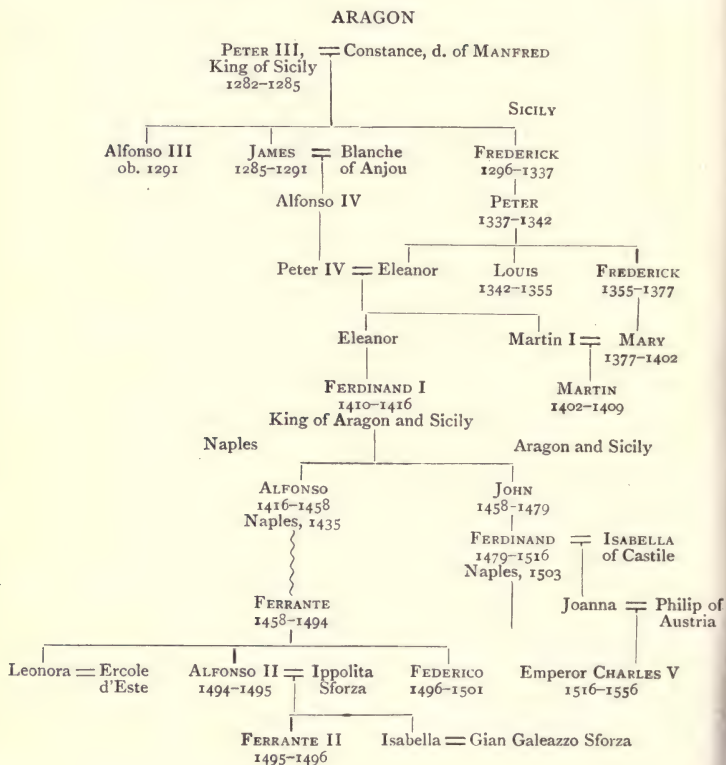 ARAGON
PETER III, = Constance, d. of MANFRED
King of Sicily
1282–1285
SICILY
Alfonso III JAMES = Blanche FREDERICK
ob. 1291 1285–1291 of Anjou 1296–1337
Alfonso IV PETER
1337–1342
Peter IV = Eleanor LOUIS FREDERICK
1342–1355 1355–1377
Eleanor Martin I = MARY
1377–1402
FERDINAND I MARTIN
1410–1416 1402–1409
King of Aragon and Sicily
Naples Aragon and Sicily
ALFONSO JOHN
1416–1458 1458–1479
Naples, 1435
FERDINAND = ISABELLA
1479–1516 of Castile
Naples, 1503
FERRANTE Joanna = Philip of
1458–1494 Austria
Leonora = Ercole ALFONSO II = Ippolita FEDERICO Emperor CHARLES V
d'Este 1494–1495 Sforza 1496–1501 1516–1556
FERRANTE II Isabella = Gian Galeazzo Sforza
1495–1496